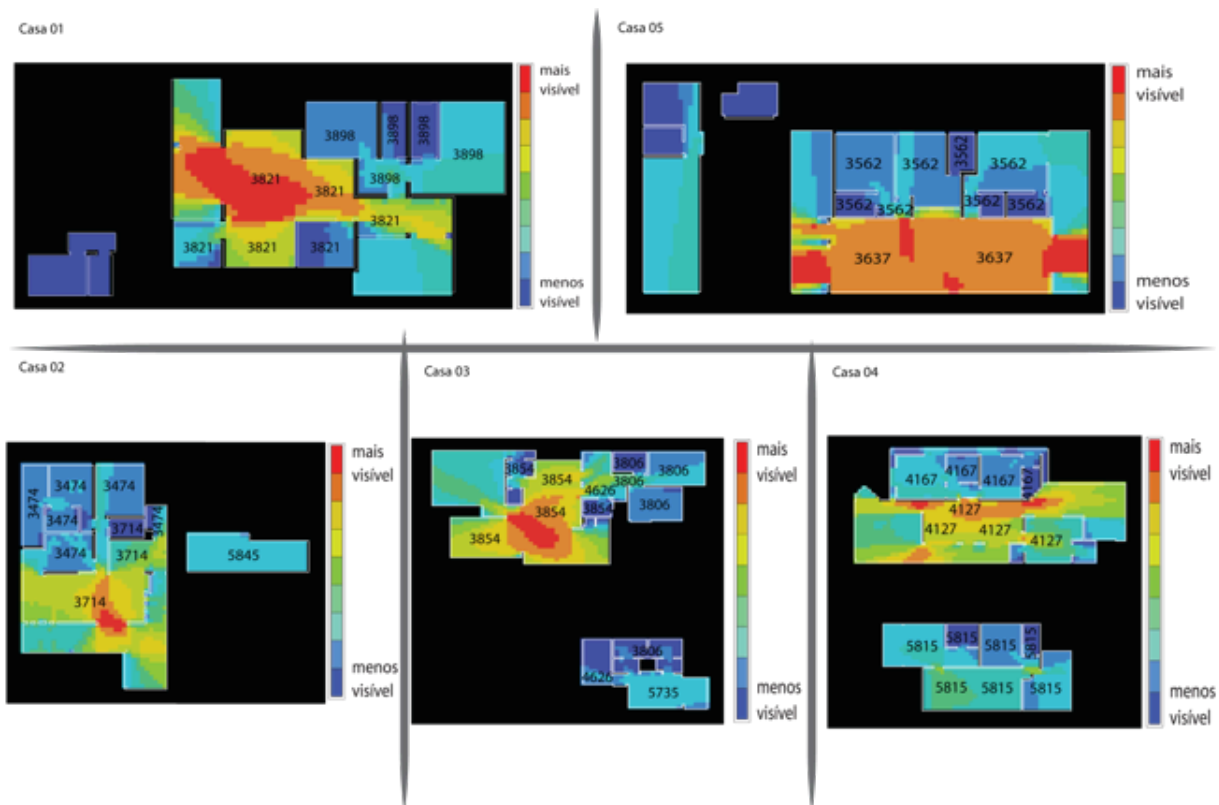 Casa 01
mais
visível
3898
3898
3898
3898
3821
3821
3898
3821
3821
3821
3821
menos
visível
Casa 05
mais
visível
3562
3562
3562
3562
3562
3562
3562
3562
3637
3637
menos
visível
Casa 02
mais
visível
3474
3474
3474
3474
3714
3474
3474
3714
5845
3714
menos
visível
Casa 03
mais
visível
3854
3854
3806
3806
4626
3806
3854
3854
3806
3854
3806
4626
5735
menos
visível
Casa 04
mais
visível
4167
4167
4167
4167
4127
4127
4127
4127
5815
5815
5815
5815
5815
5815
5815
menos
visível